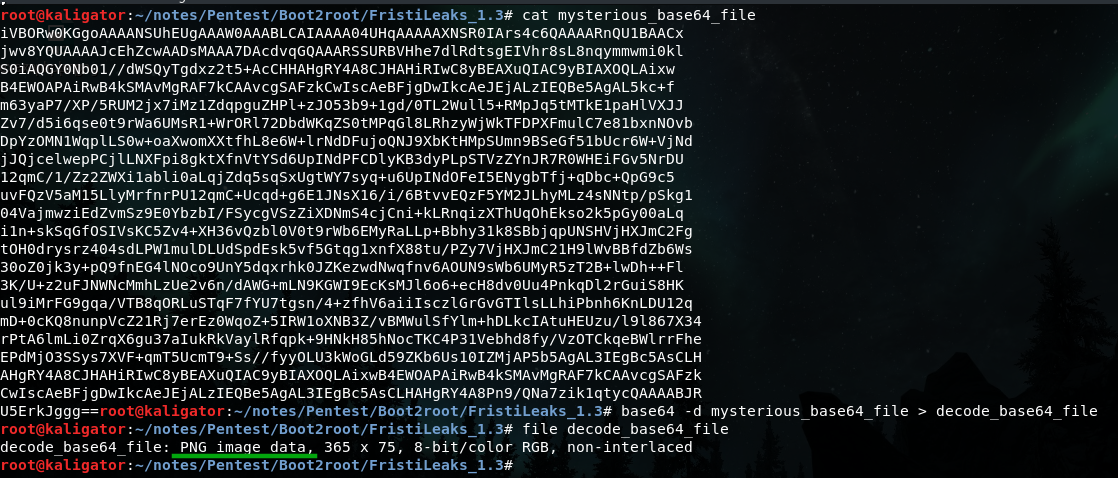 root@kaligator:~/notes/Pentest/Boot2root/FristiLeaks_1.3# cat mysterious_base64_file
iVBORw0KGgoAAAANSUhEUgAAAW0AAABLCAIAAAA04UHqAAAAAXNSR0IArs4c6QAAAARnQU1BAACx
jwv8YQUAAAAJcEhZcwAADsMAAA7DAcdvqGQAAARSSURBVHhe7dlRdtsgEIVhr8sL8nqymmwmi0kl
S0iAQGY0Nb01//dWSQyTgdxz2t5+AcCHHAHgRY4A8CJHAHiRIwC8yBEAXuQIAC9yBIAXOQLAixw
B4EWOAPAiRwB4kSMAvMgRAF7kCAAvcgSAFzkCwIscAeBFjgDwIkcAeJEjALzIEQBe5AgAL5kc+f
m63yaP7/XP/5RUM2jx7iMz1ZdqpguZHPl+zJO53b9+1gd/0TL2Wull5+RMpJq5tMTkE1paHlVXJJ
Zv7/d5i6qse0t9rWa6UMsR1+WrORl72DbdWKqZS0tMPqGl8LRhzyWjWkTFDPXFmulC7e81bxnNOvb
DpYzOMN1WqplLS0w+oaXwomXXtfhL8e6W+lrNdDFujoQNJ9XbKtHMpSUmn9BSeGf51bUcr6W+VjNd
jJQjcelwepPCjlLNXFpi8gktXfnVtYSd6UpINdPFCDlyKB3dyPLpSTVzZYnJR7R0WHEiFGv5NrDU
12qmC/1/Zz2ZWXi1abli0aLqjZdq5sqSxUgtWY7syq+u6UpINdOFeI5ENygbTfj+qDbc+QpG9c5
uvFQzV5aM15LlyMrfnrPU12qmC+Ucqd+g6E1JNsX16/i/6BtvvEQzF5YM2JLhyMLz4sNNtp/pSkg1
04VajmwziEdZvmSz9E0YbzbI/FSycgVSzZiXDNmS4cjCni+kLRnqizXThUqOhEkso2k5pGy00aLq
i1n+skSqGfOSIVsKC5Zv4+XH36vQzbl0V0t9rWb6EMyRaLLp+Bbhy31k8SBbjqpUNSHVjHXJmC2Fg
tOH0drysrz404sdLPW1mulDLUdSpdEsk5vf5Gtqg1xnfX88tu/PZy7VjHXJmC21H9lWvBBfdZb6Ws
30oZ0jk3y+pQ9fnEG4lNOco9UnY5dqxrhk0JZKezwdNwqfnv6AOUN9sWb6UMyR5zT2B+lwDh++Fl
3K/U+z2uFJNWNcMmhLzUe2v6n/dAWG+mLN9KGWI9EcKsMJl6o6+ecH8dv0Uu4PnkqDl2rGuiS8HK
ul9iMrFG9gqa/VTB8qORLuSTqF7fYU7tgsn/4+zfhV6aiiIsczlGrGvGTIlsLLhiPbnh6KnLDU12q
mD+0cKQ8nunpVcZ21Rj7erEz0WqoZ+5IRW1oXNB3Z/vBMWulSfYlm+hDLkcIAtuHEUzu/l9l867X34
rPtA6lmLi0ZrqX6gu37aIukRkVaylRfqpk+9HNkH85hNocTKC4P31Vebhd8fy/VzOTCkqeBWlrrFhe
EPdMjO3SSys7XVF+qmT5UcmT9+Ss//fyyOLU3kWoGLd59ZKb6Us10IZMjAP5b5AgAL3IEgBc5AsCLH
AHgRY4A8CJHAHiRIwC8yBEAXuQIAC9yBIAXOQLAixwB4EWOAPAiRwB4kSMAvMgRAF7kCAAvcgSAFzk
CwIscAeBFjgDwIkcAeJEjALzIEQBe5AgAL3IEgBc5AsCLHAHgRY4A8Pn9/QNa7zik1qtycQAAAABJR
U5ErkJggg==root@kaligator:~/notes/Pentest/Boot2root/FristiLeaks_1.3# base64 -d mysterious_base64_file > decode_base64_file
root@kaligator:~/notes/Pentest/Boot2root/FristiLeaks_1.3# file decode_base64_file
decode_base64_file: PNG image data, 365 x 75, 8-bit/color RGB, non-interlaced
root@kaligator:~/notes/Pentest/Boot2root/FristiLeaks_1.3#